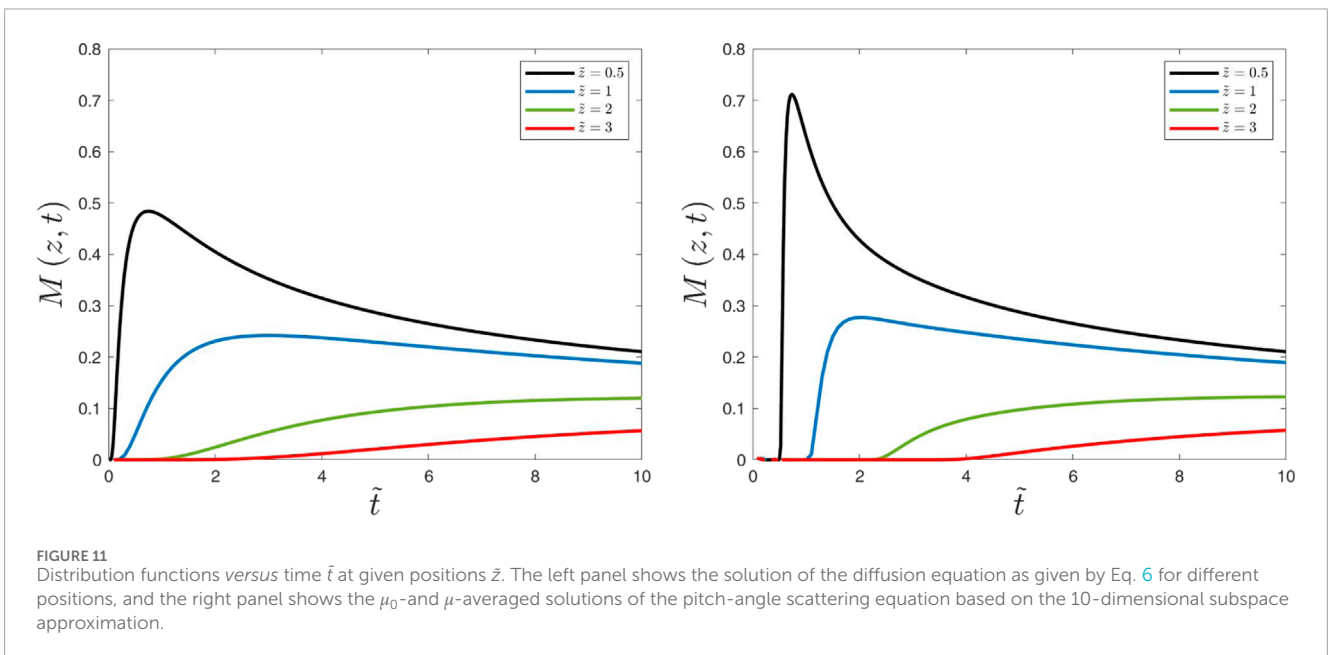 0.8
0.7
0.6
0.5
0.4
0.3
0.2
0.1
0
M (z, t)
0 2 4 6 8 10
t̃
z̃ = 0.5
z̃ = 1
z̃ = 2
z̃ = 3
0.8
0.7
0.6
0.5
0.4
0.3
0.2
0.1
0
M (z, t)
0 2 4 6 8 10
t̃
z̃ = 0.5
z̃ = 1
z̃ = 2
z̃ = 3
FIGURE 11
Distribution functions versus time t̃ at given positions z̃. The left panel shows the solution of the diffusion equation as given by Eq. 6 for different
positions, and the right panel shows the μ₀-and μ-averaged solutions of the pitch-angle scattering equation based on the 10-dimensional subspace
approximation.